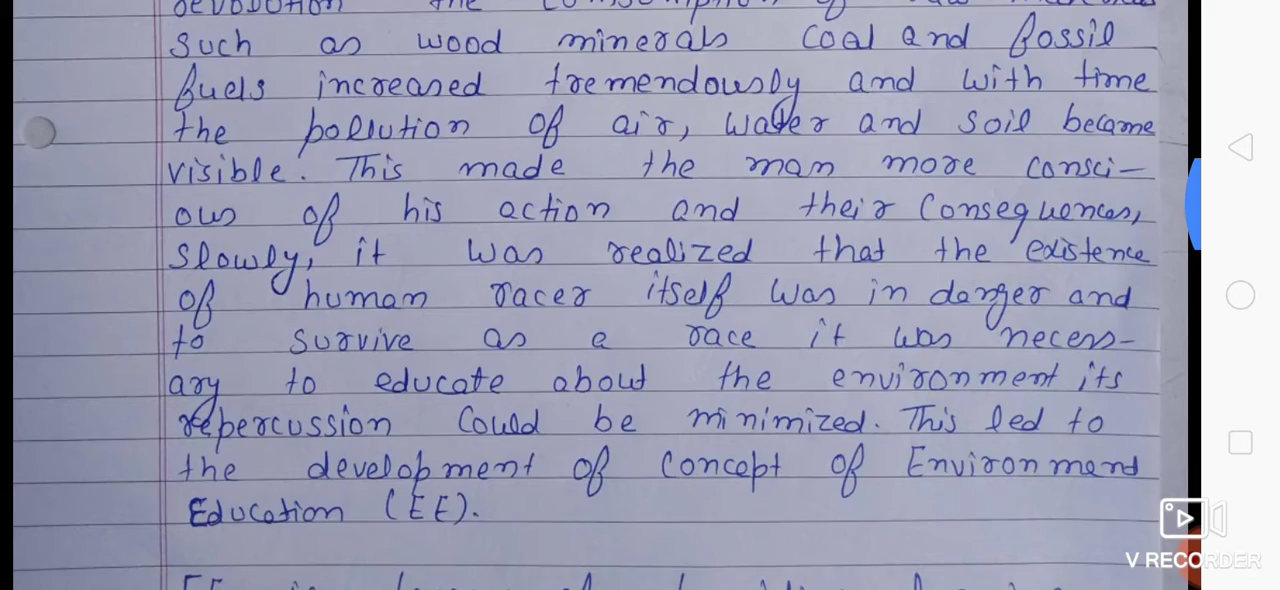 the
such as wood minerals coal and fossil
fuels increased tremendously and with time
the pollution of air, water and soil became
visible. This made the man more consci-
ous of his action and their consequences,
slowly, it was realized that the existence
of human racer itself was in danger and
to survive as a race it was necess-
ary to educate about the environment its
repercussion could be minimized. This led to
the development of concept of Environment
Education (EE).
V RECORDER